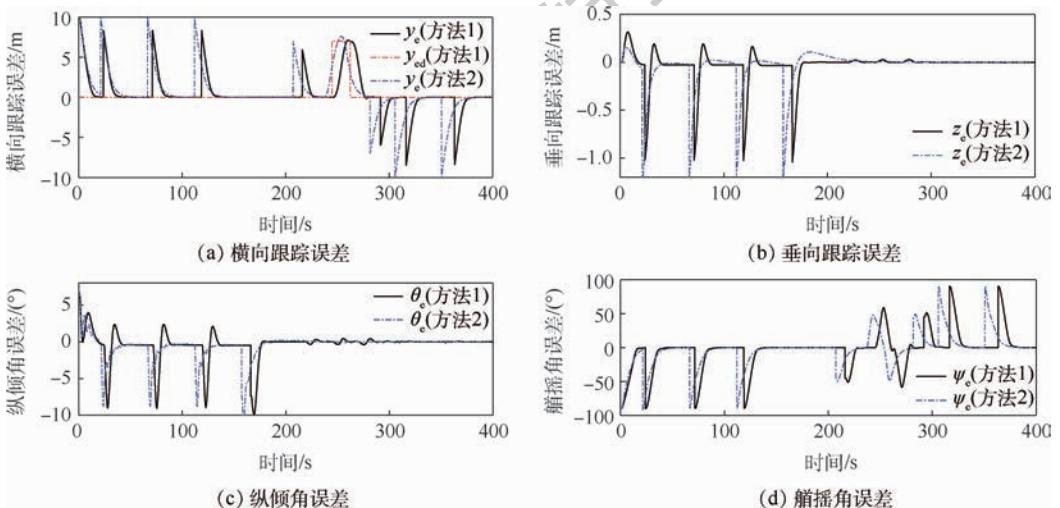 10
5
0
-5
-10
横向跟踪误差/m
y_e(方法1)
y_ed(方法1)
y_e(方法2)
0
100
200
300
400
时间/s
(a) 横向跟踪误差
0.5
0
-0.5
-1.0
垂向跟踪误差/m
z_e(方法1)
z_e(方法2)
0
100
200
300
400
时间/s
(b) 垂向跟踪误差
5
0
-5
-10
纵倾角误差/(°)
θ_e(方法1)
θ_e(方法2)
0
100
200
300
400
时间/s
(c) 纵倾角误差
100
50
0
-50
-100
艏摇角误差/(°)
ψ_e(方法1)
ψ_e(方法2)
0
100
200
300
400
时间/s
(d) 艏摇角误差